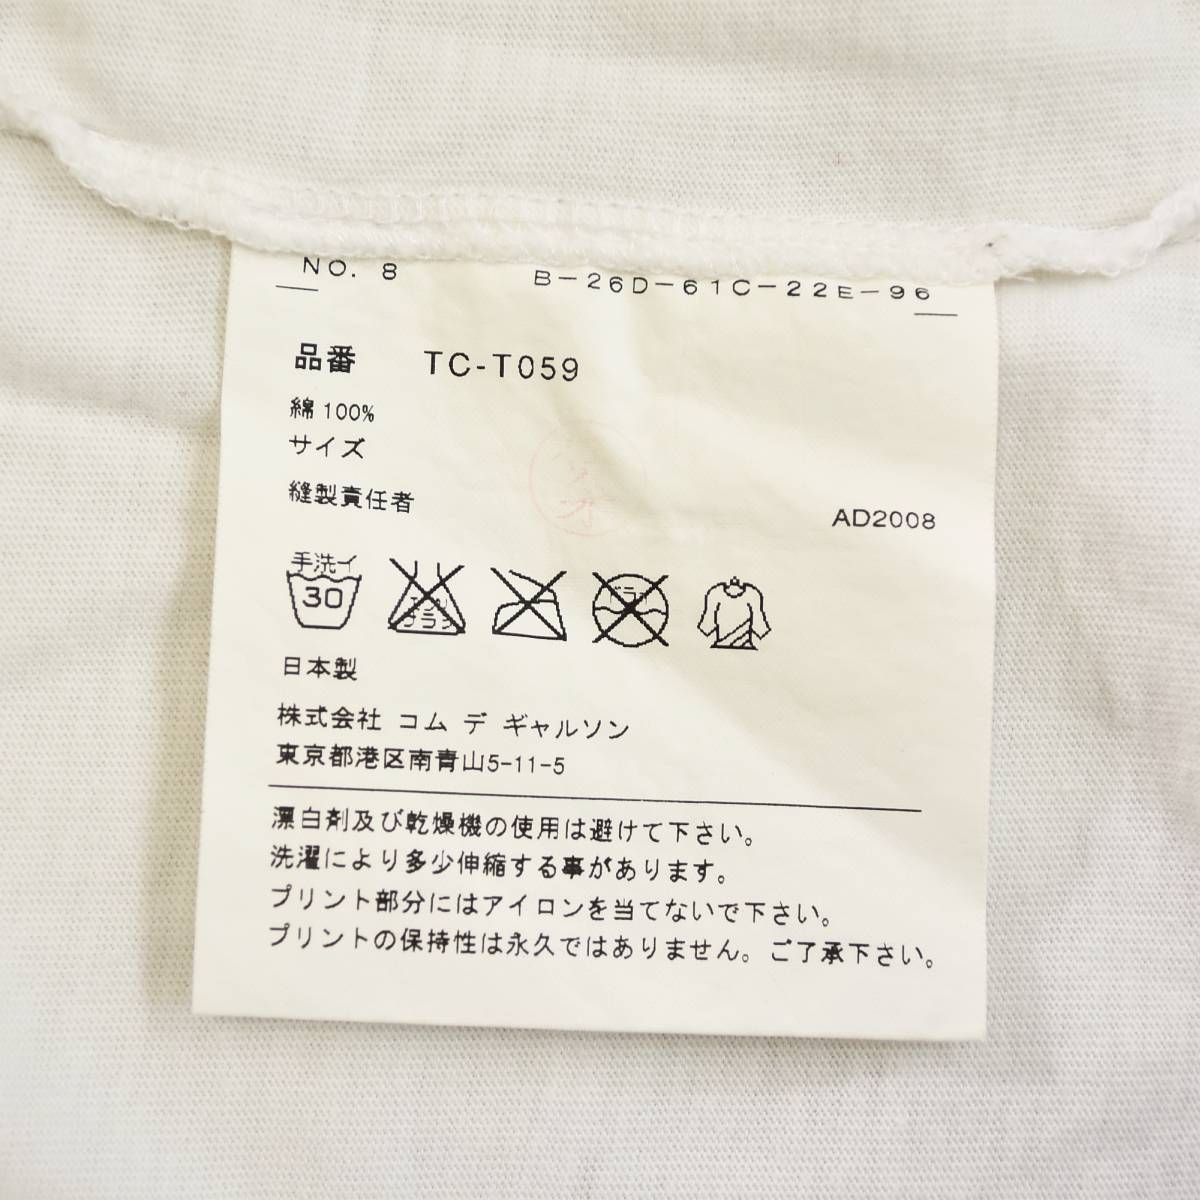 NO. 8 B-26D-61C-22E-96
品番 TC-T059
綿 100%
サイズ
縫製責任者
AD2008
手洗イ
30
日本製
株式会社 コム デ ギャルソン
東京都港区南青山5-11-5
漂白剤及び乾燥機の使用は避けて下さい。
洗濯により多少伸縮する事があります。
プリント部分にはアイロンを当てないで下さい。
プリントの保持性は永久ではありません。ご了承下さい。